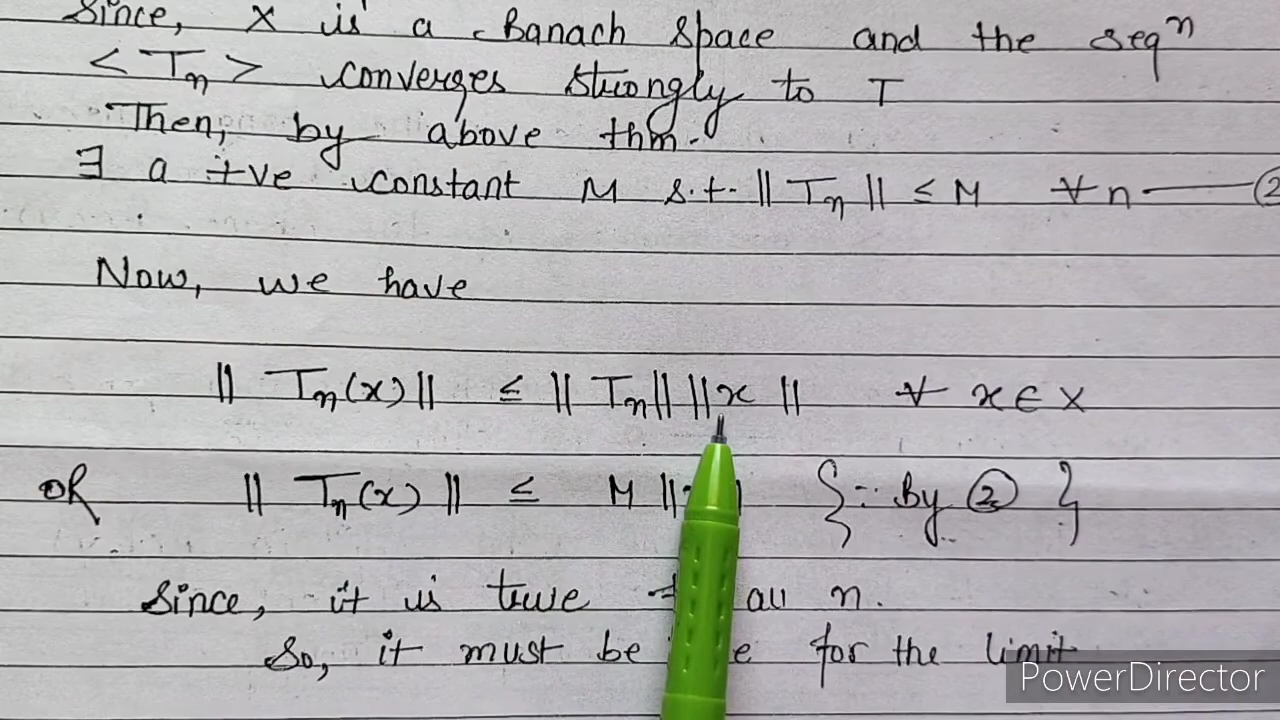 Since, X is a Banach Space and the seqⁿ
< Tₙ > converges strongly to T
Then, by above thm.
∃ a +ve constant M s.t. || Tₙ || ≤ M ∀ n — ②
Now, we have
|| Tₙ(x) || ≤ || Tₙ || || x || ∀ x ∈ X
OR || Tₙ(x) || ≤ M || {∵ By ② }
Since, it is true all n.
So, it must be for the limit
PowerDirector